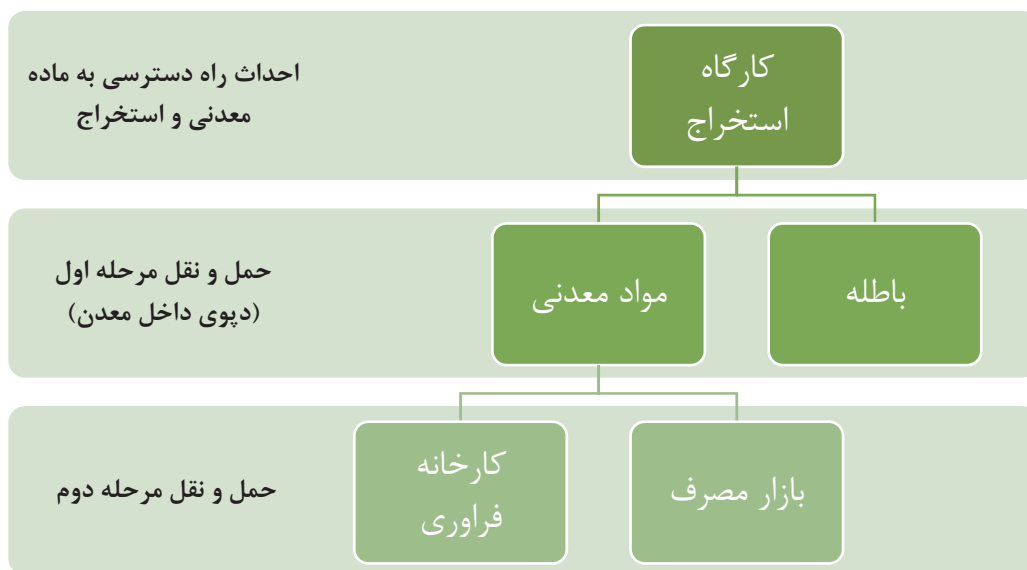 کارگاه
استخراج
احداث راه دسترسی به ماده
معدنی و استخراج
باطله
مواد معدنی
حمل و نقل مرحله اول
(دپوی داخل معدن)
بازار مصرف
کارخانه
فراوری
حمل و نقل مرحله دوم